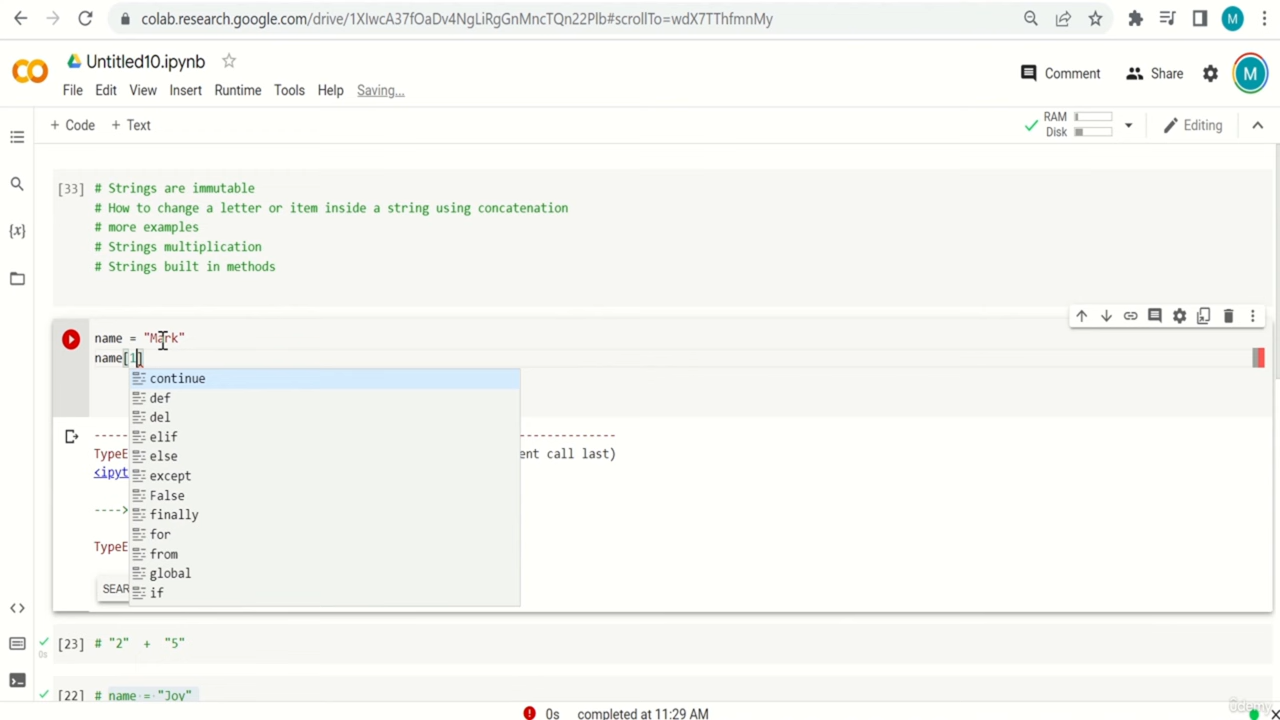 colab.research.google.com/drive/1XIwcA37fOaDv4NgLiRgGnMncTQn22Plb#scrollTo=wdX7TThfmnMy
M
CO
Untitled10.ipynb
File Edit View Insert Runtime Tools Help Saving...
Comment Share M
+ Code + Text
RAM
Disk
Editing
[33] # Strings are immutable
# How to change a letter or item inside a string using concatenation
# more examples
# Strings multiplication
# Strings built in methods
{x}
name = "Mark"
name[1]
continue
def
del
elif
else
except
False
finally
for
from
global
if
---------------
TypeE ent call last)
<ipyt
---->
TypeE
SEAR
[23] # "2" + "5"
0s
[22] # name = "Joy"
0s completed at 11:29 AM
ûdemy